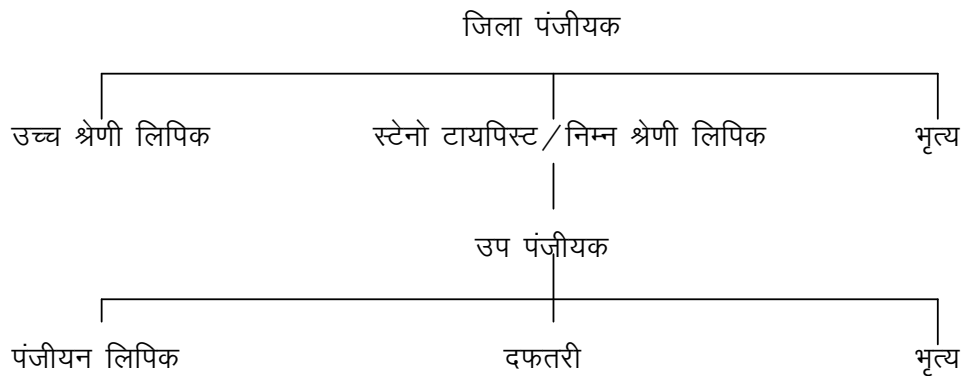 जिला पंजीयक
उच्च श्रेणी लिपिक स्टेनो टायपिस्ट/निम्न श्रेणी लिपिक भृत्य
उप पंजीयक
पंजीयन लिपिक दफतरी भृत्य